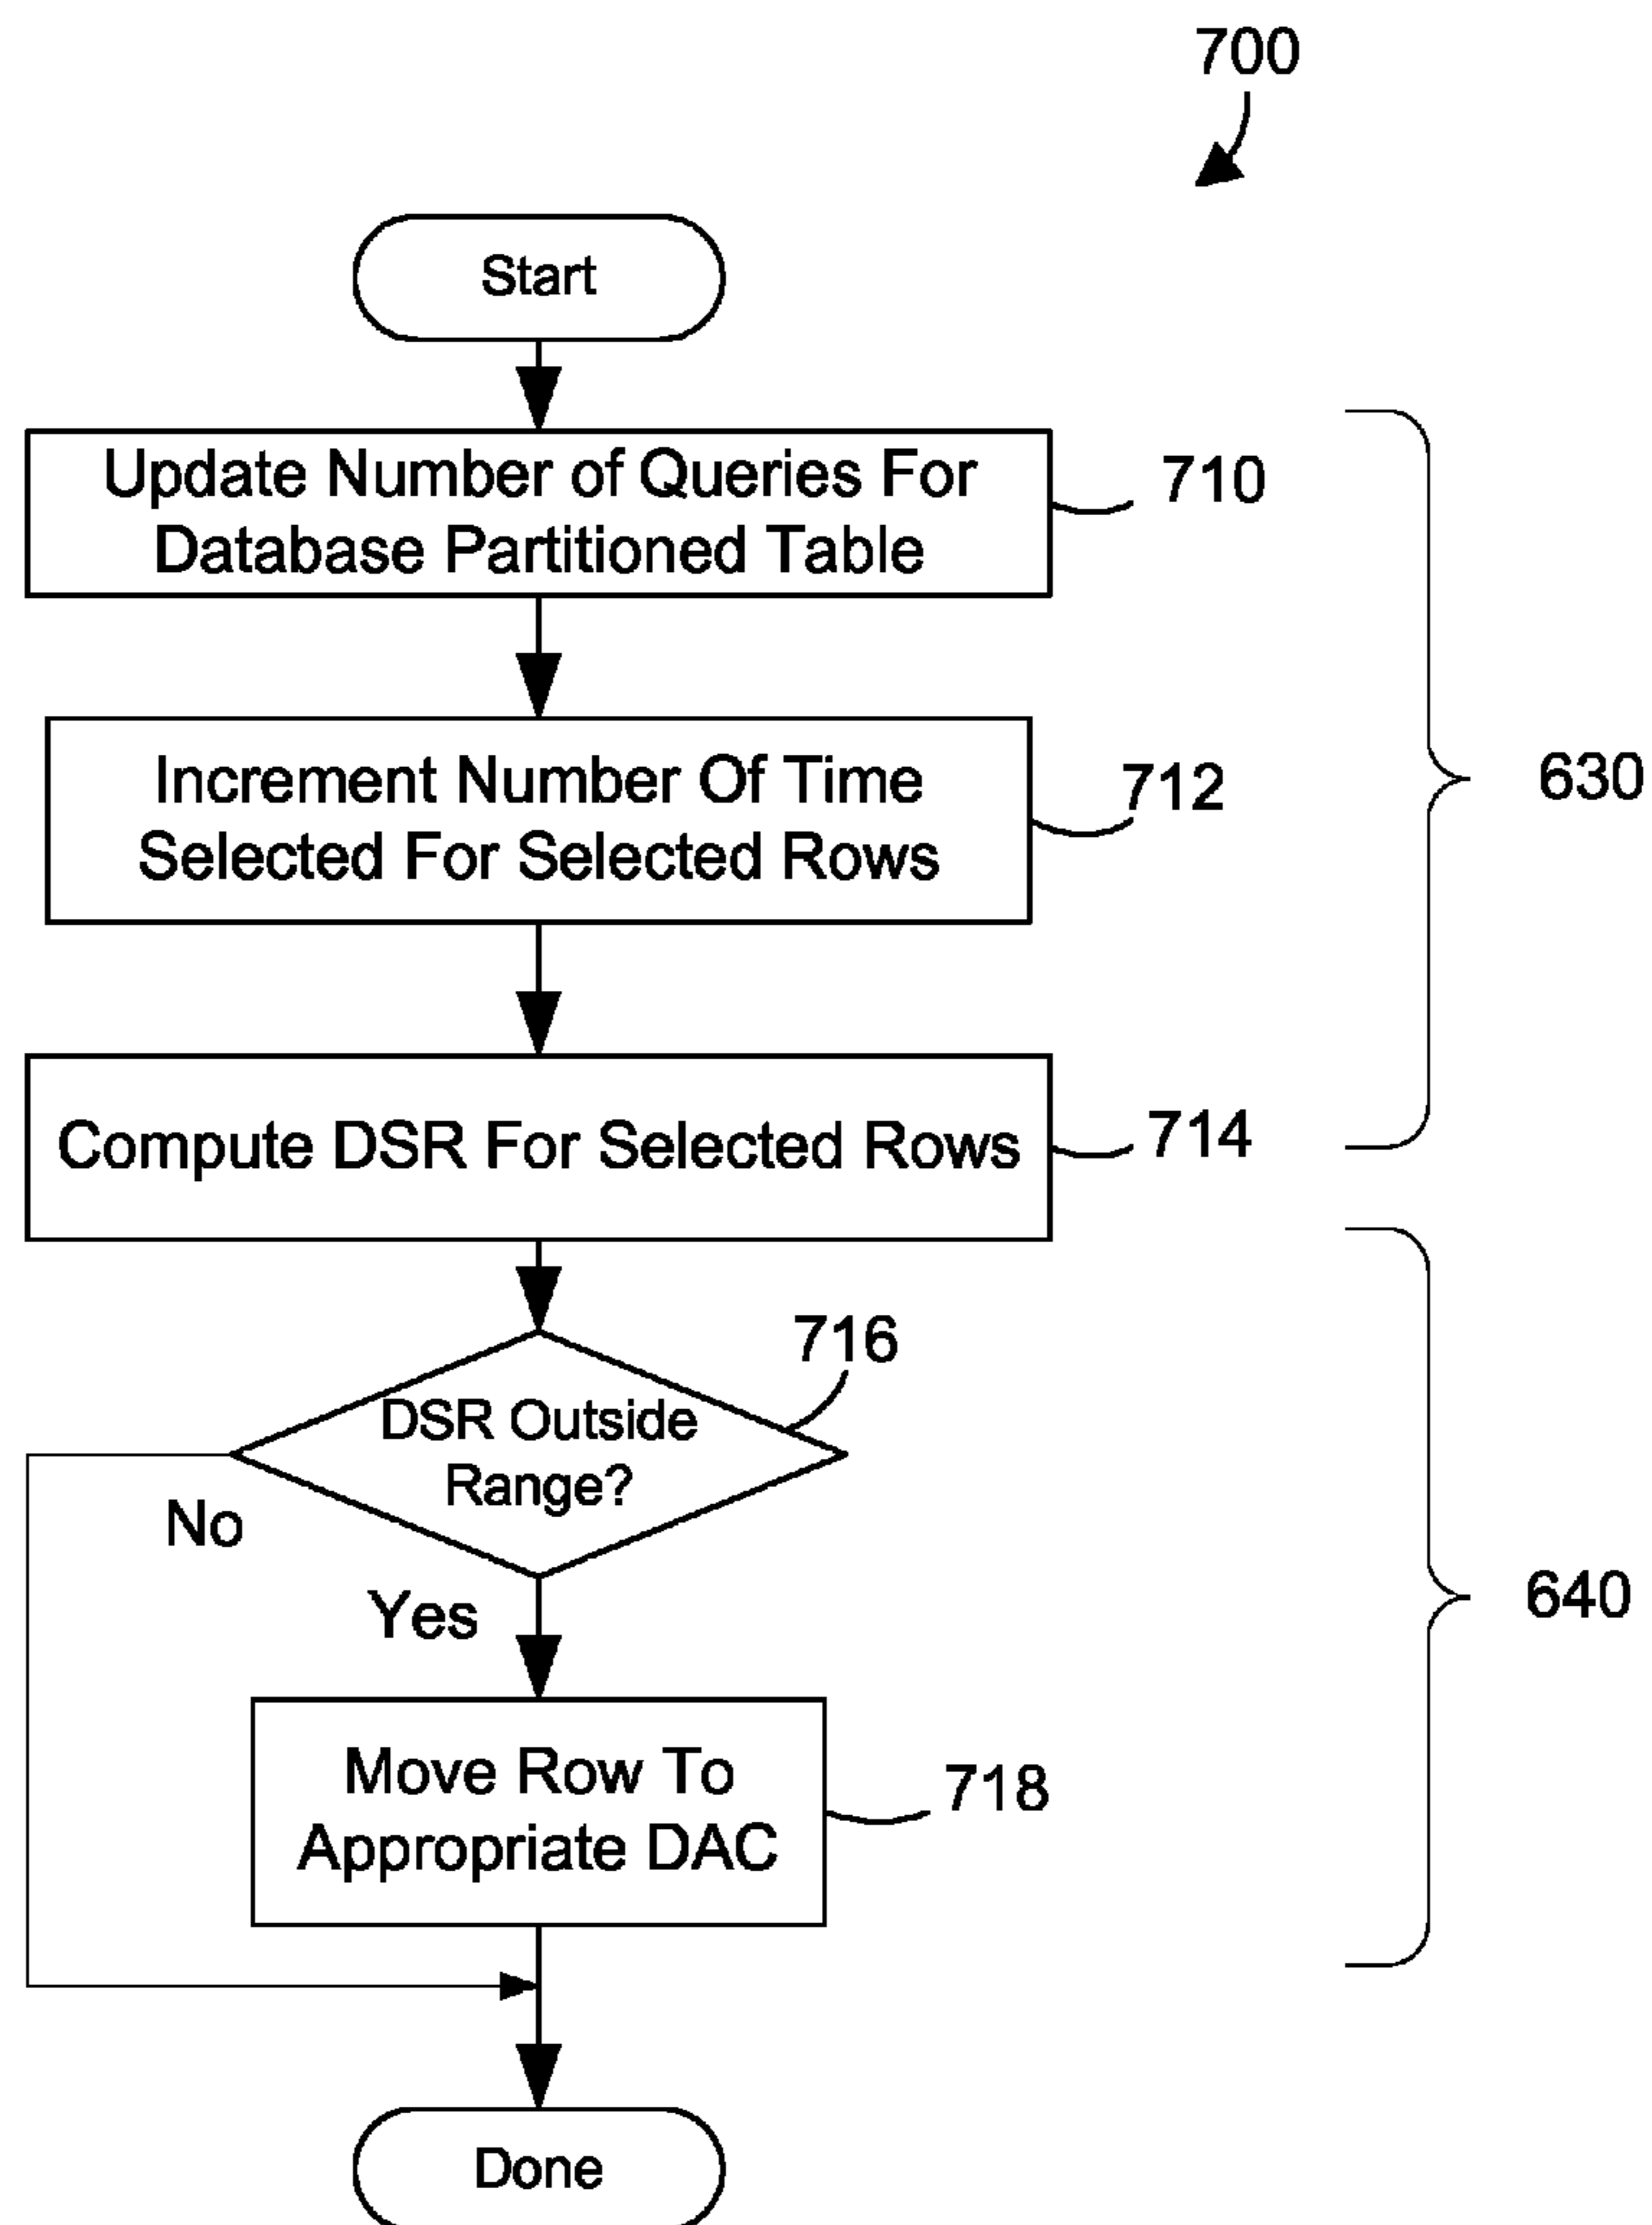 700
Start
Update Number of Queries For
Database Partitioned Table
710
Increment Number Of Time
Selected For Selected Rows
712
630
Compute DSR For Selected Rows
714
716
DSR Outside
Range?
No
Yes
640
Move Row To
Appropriate DAC
718
Done